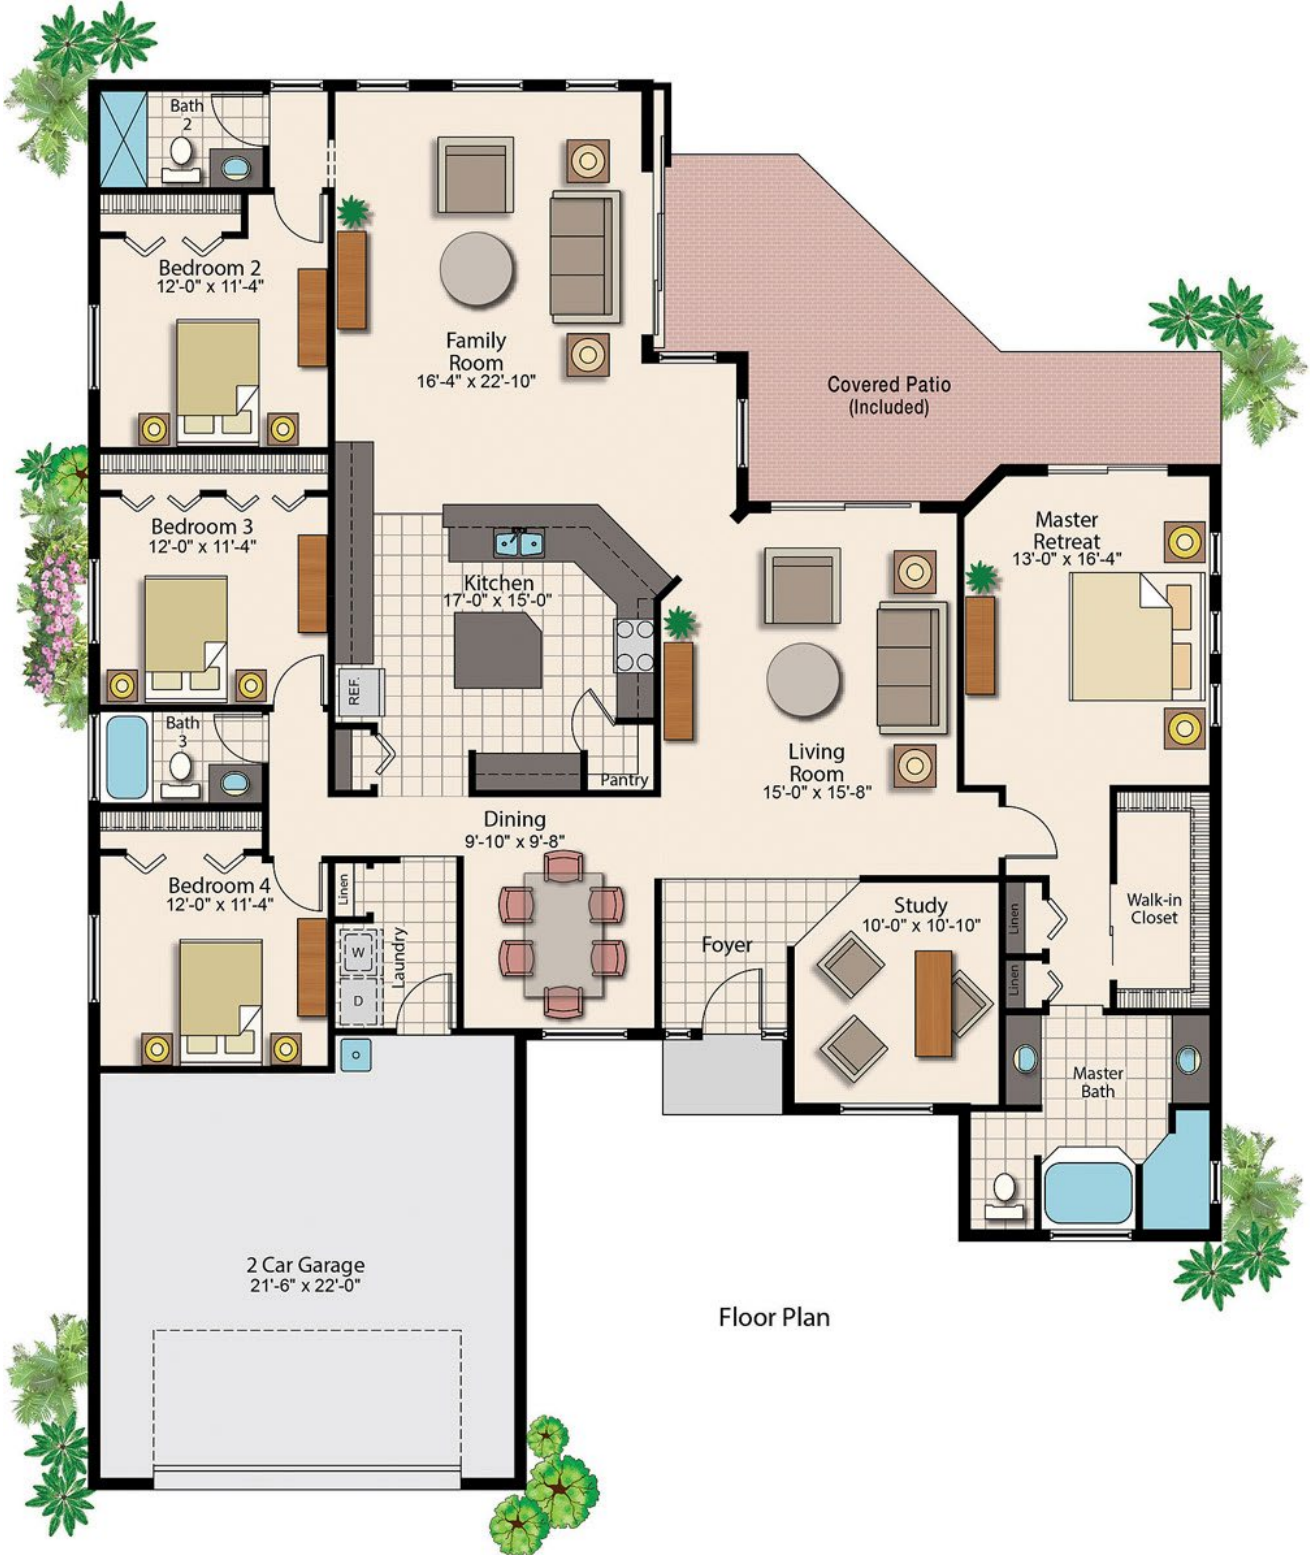 Bath
2
Bedroom 2
12'-0" x 11'-4"
Family
Room
16'-4" x 22'-10"
Covered Patio
(Included)
Bedroom 3
12'-0" x 11'-4"
Kitchen
17'-0" x 15'-0"
REF.
Pantry
Master
Retreat
13'-0" x 16'-4"
Bath
3
Living
Room
15'-0" x 15'-8"
Dining
9'-10" x 9'-8"
Bedroom 4
12'-0" x 11'-4"
Linen
W
D
Laundry
Foyer
Study
10'-0" x 10'-10"
Linen
Linen
Walk-in
Closet
Master
Bath
2 Car Garage
21'-6" x 22'-0"
Floor Plan